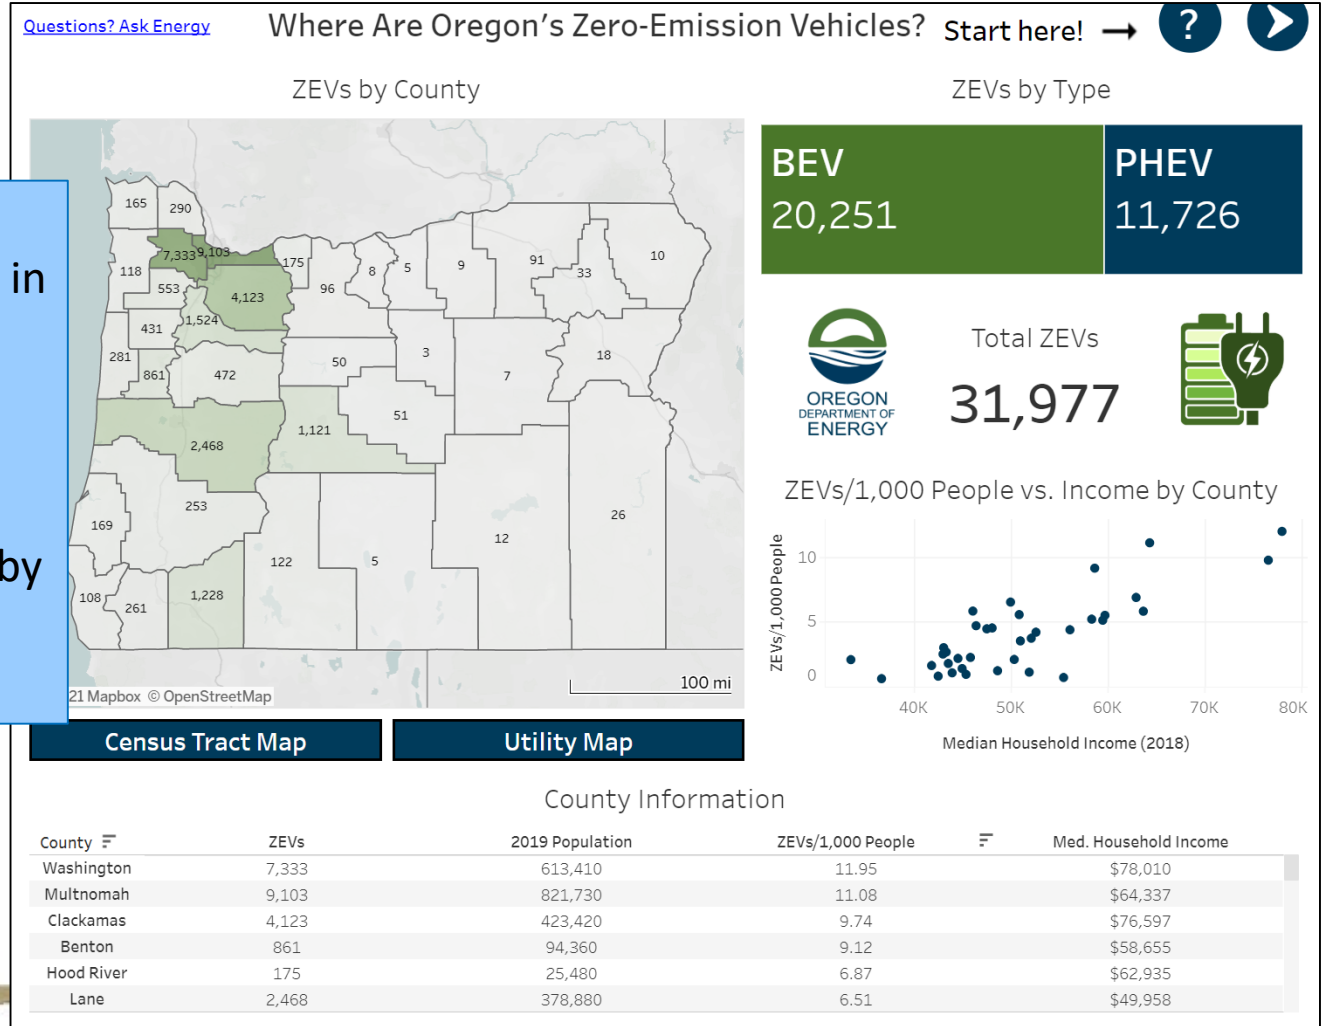 Questions? Ask Energy
Where Are Oregon's Zero-Emission Vehicles?
Start here! → ?
ZEVs by County
165
290
7,333
9,103
118
553
4,123
175
96
8
5
9
91
33
10
431
1,524
281
861
472
50
3
7
18
51
2,468
1,121
253
169
26
12
122
5
108
261
1,228
100 mi
21 Mapbox © OpenStreetMap
in
by
Census Tract Map
Utility Map
ZEVs by Type
BEV
20,251
PHEV
11,726
OREGON
DEPARTMENT OF
ENERGY
Total ZEVs
31,977
ZEVs/1,000 People vs. Income by County
ZEVs/1,000 People
10
5
0
40K 50K 60K 70K 80K
Median Household Income (2018)
County Information
County ZEVs 2019 Population ZEVs/1,000 People Med. Household Income
Washington 7,333 613,410 11.95 $78,010
Multnomah 9,103 821,730 11.08 $64,337
Clackamas 4,123 423,420 9.74 $76,597
Benton 861 94,360 9.12 $58,655
Hood River 175 25,480 6.87 $62,935
Lane 2,468 378,880 6.51 $49,958